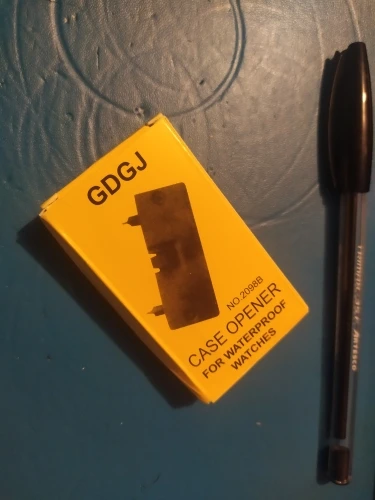 GDGJ
NO.2098B
CASE OPENER
FOR WATERPROOF
WATCHES